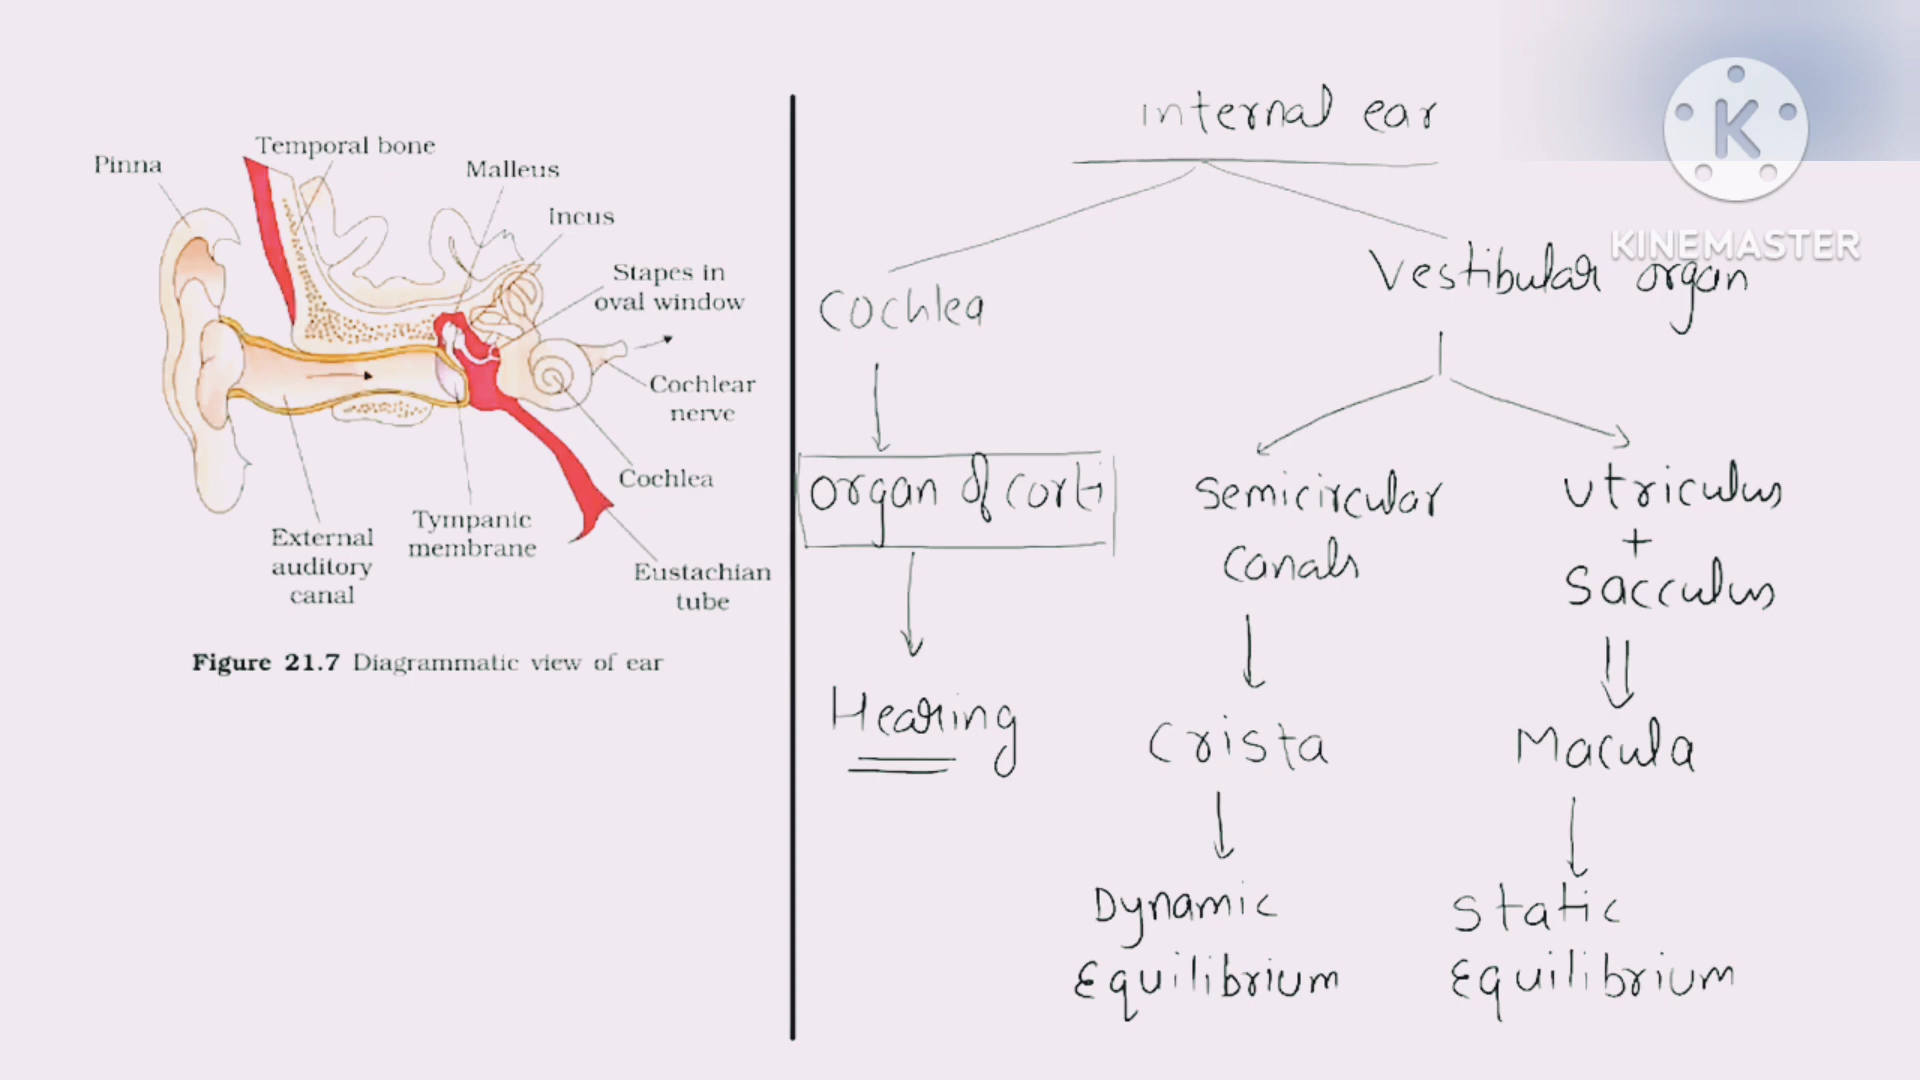 Temporal bone
Pinna
Malleus
Incus
Stapes in
oval window
Cochlear
nerve
Cochlea
Tympanic
membrane
External
auditory
canal
Eustachian
tube
Figure 21.7 Diagrammatic view of ear
internal ear
K
KINEMASTER
Cochlea
Vestibular organ
organ of corti
Semicircular
canals
Utriculus
+
Sacculus
Hearing
Crista
Macula
Dynamic
Equilibrium
Static
Equilibrium